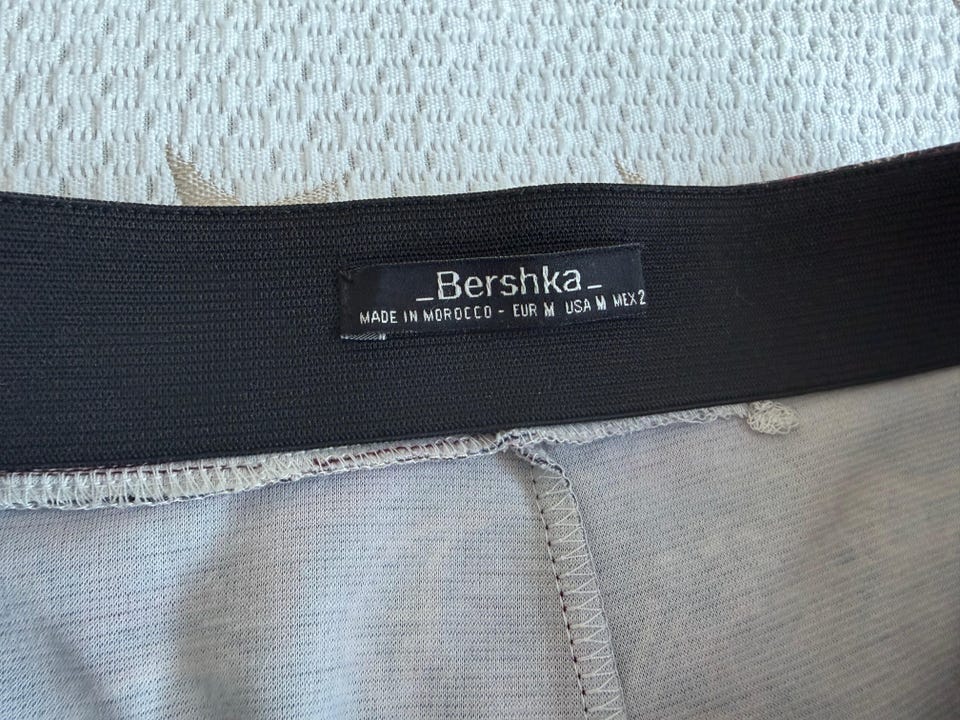 _Bershka_
MADE IN MOROCCO - EUR M USA M MEX 2